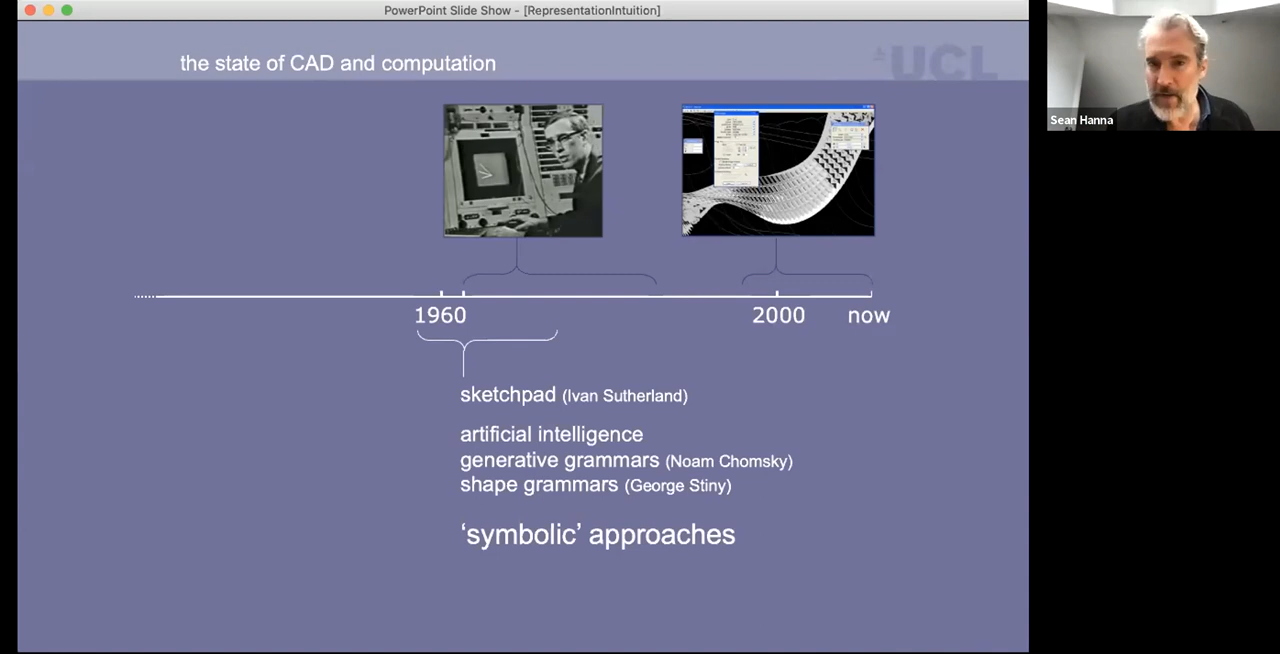 PowerPoint Slide Show - [RepresentationIntuition]
the state of CAD and computation
UCL
Sean Hanna
1960
2000
now
sketchpad (Ivan Sutherland)
artificial intelligence
generative grammars (Noam Chomsky)
shape grammars (George Stiny)
‘symbolic’ approaches